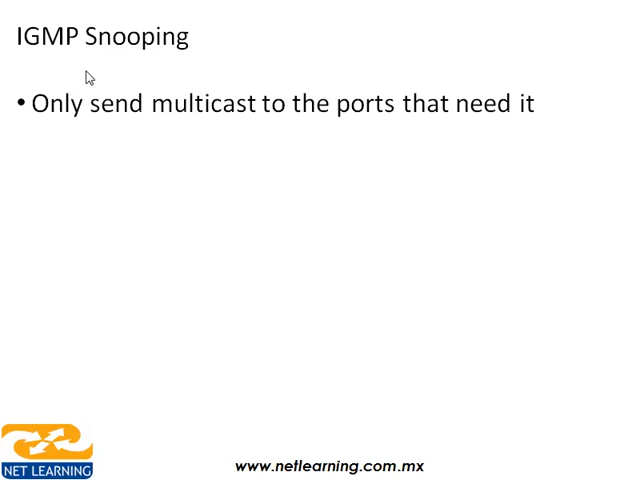 IGMP Snooping
• Only send multicast to the ports that need it
NET LEARNING
www.netlearning.com.mx